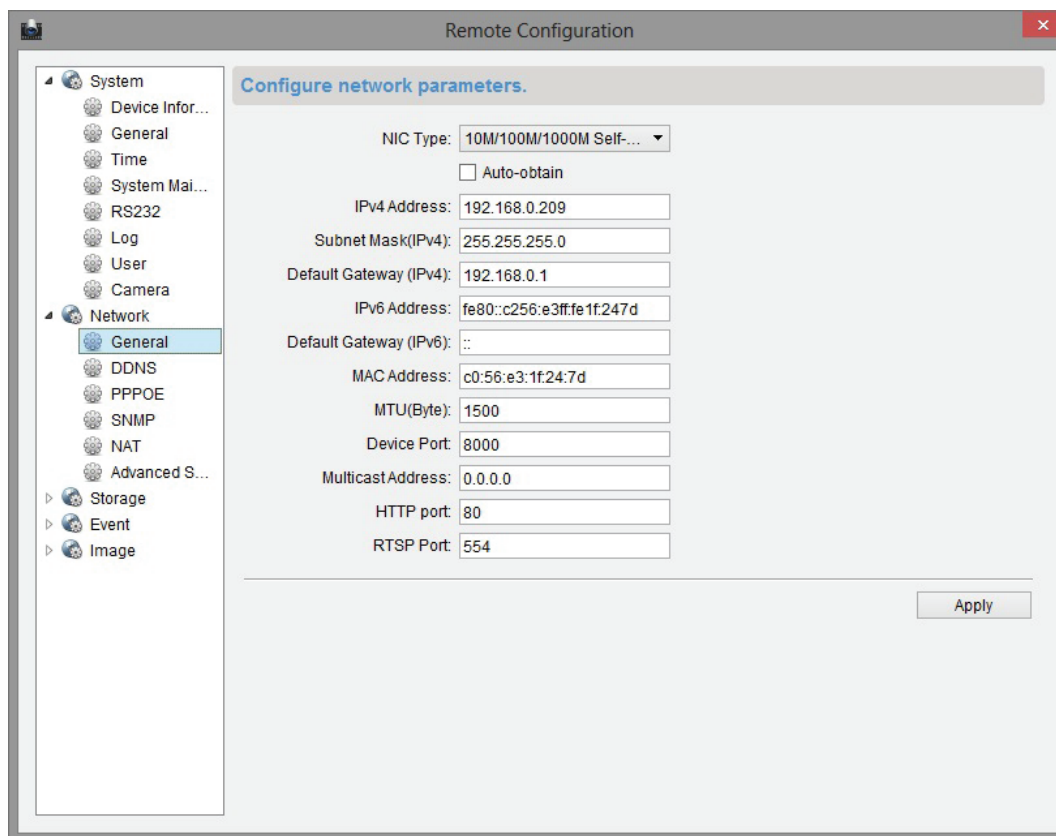 Remote Configuration
System
Device Infor...
General
Time
System Mai...
RS232
Log
User
Camera
Network
General
DDNS
PPPOE
SNMP
NAT
Advanced S...
Storage
Event
Image
Configure network parameters.
NIC Type: 10M/100M/1000M Self-...
Auto-obtain
IPv4 Address: 192.168.0.209
Subnet Mask(IPv4): 255.255.255.0
Default Gateway (IPv4): 192.168.0.1
IPv6 Address: fe80::c256:e3ff:fe1f:247d
Default Gateway (IPv6): ::
MAC Address: c0:56:e3:1f:24:7d
MTU(Byte): 1500
Device Port: 8000
Multicast Address: 0.0.0.0
HTTP port: 80
RTSP Port: 554
Apply